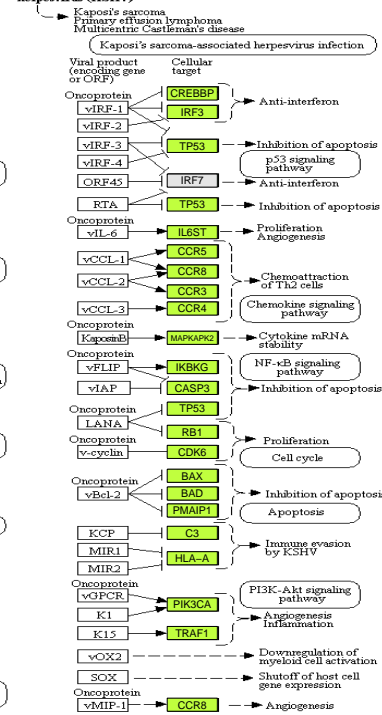 Kaposi's sarcoma
Primary effusion lymphoma
Multicentric Castleman's disease
Kaposi's sarcoma-associated herpesvirus infection
Viral product
(encoding gene
or ORF)
Cellular
target
Oncoprotein
vIRF-1
CREBBP
IRF3
Anti-interferon
vIRF-2
vIRF-3
TP53
Inhibition of apoptosis
vIRF-4
p53 signaling
pathway
ORF45
IRF7
Anti-interferon
RTA
TP53
Inhibition of apoptosis
Oncoprotein
vIL-6
IL6ST
Proliferation
Angiogenesis
vCCL-1
CCR5
CCR8
vCCL-2
Chemoattraction
of Th2 cells
CCR3
vCCL-3
CCR4
Chemokine signaling
pathway
Oncoprotein
KaposinB
MAPKAPK2
Cytokine mRNA
stability
Oncoprotein
vFLIP
IKBKG
NF-κB signaling
pathway
vIAP
CASP3
Inhibition of apoptosis
Oncoprotein
TP53
LANA
RB1
Oncoprotein
Proliferation
v-cyclin
CDK6
Cell cycle
BAX
Oncoprotein
vBcl-2
BAD
Inhibition of apoptosis
PMAIP1
Apoptosis
KCP
C3
MIR1
Immune evasion
by KSHV
HLA-A
MIR2
Oncoprotein
vGPCR
PIK3CA
PI3K-Akt signaling
pathway
K1
Angiogenesis
Inflammation
K15
TRAF1
vOX2
Downregulation of
myeloid cell activation
SOX
Shutoff of host cell
gene expression
vMIP-1
CCR8
Angiogenesis